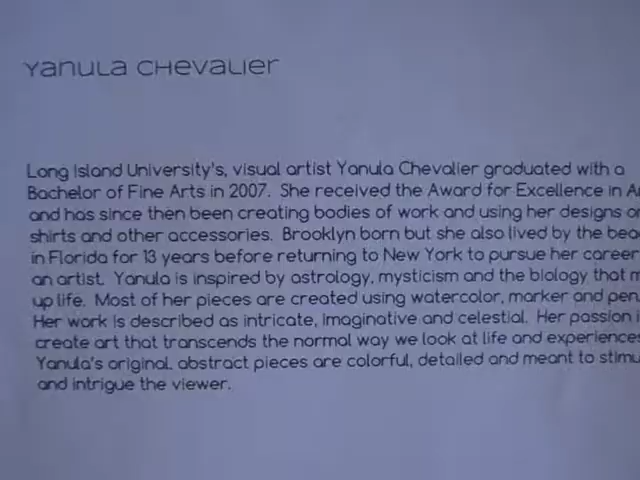 Yanula Chevalier
Long Island University's, visual artist Yanula Chevalier graduated with a
Bachelor of Fine Arts in 2007. She received the Award for Excellence in
and has since then been creating bodies of work and using her designs
shirts and other accessories. Brooklyn born but she also lived by the
in Florida for 13 years before returning to New York to pursue her career
an artist. Yanula is inspired by astrology, mysticism and the biology that
up life. Most of her pieces are created using watercolor, marker and pen.
Her work is described as intricate, imaginative and celestial. Her passion
create art that transcends the normal way we look at life and experiences
Yanula's original, abstract pieces are colorful, detailed and meant to
and intrigue the viewer.